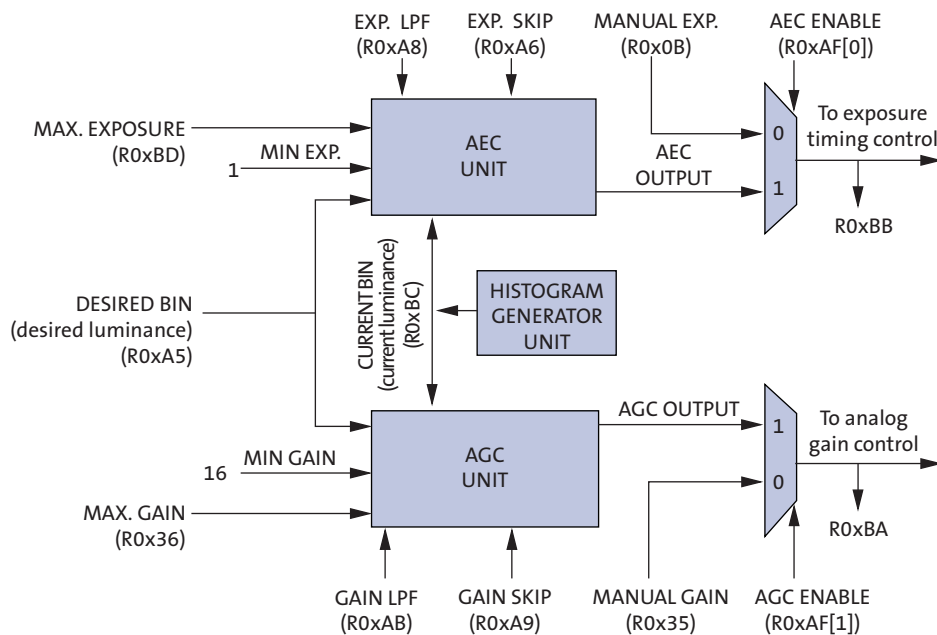 EXP. LPF
(R0xA8)
EXP. SKIP
(R0xA6)
MANUAL EXP.
(R0x0B)
AEC ENABLE
(R0xAF[0])
MAX. EXPOSURE
(R0xBD)
1
MIN EXP.
AEC
UNIT
AEC
OUTPUT
0
1
To exposure
timing control
R0xBB
DESIRED BIN
(desired luminance)
(R0xA5)
CURRENT BIN
(current luminance)
(R0xBC)
HISTOGRAM
GENERATOR
UNIT
16
MIN GAIN
MAX. GAIN
(R0x36)
AGC
UNIT
AGC OUTPUT
1
0
To analog
gain control
R0xBA
GAIN LPF
(R0xAB)
GAIN SKIP
(R0xA9)
MANUAL GAIN
(R0x35)
AGC ENABLE
(R0xAF[1])